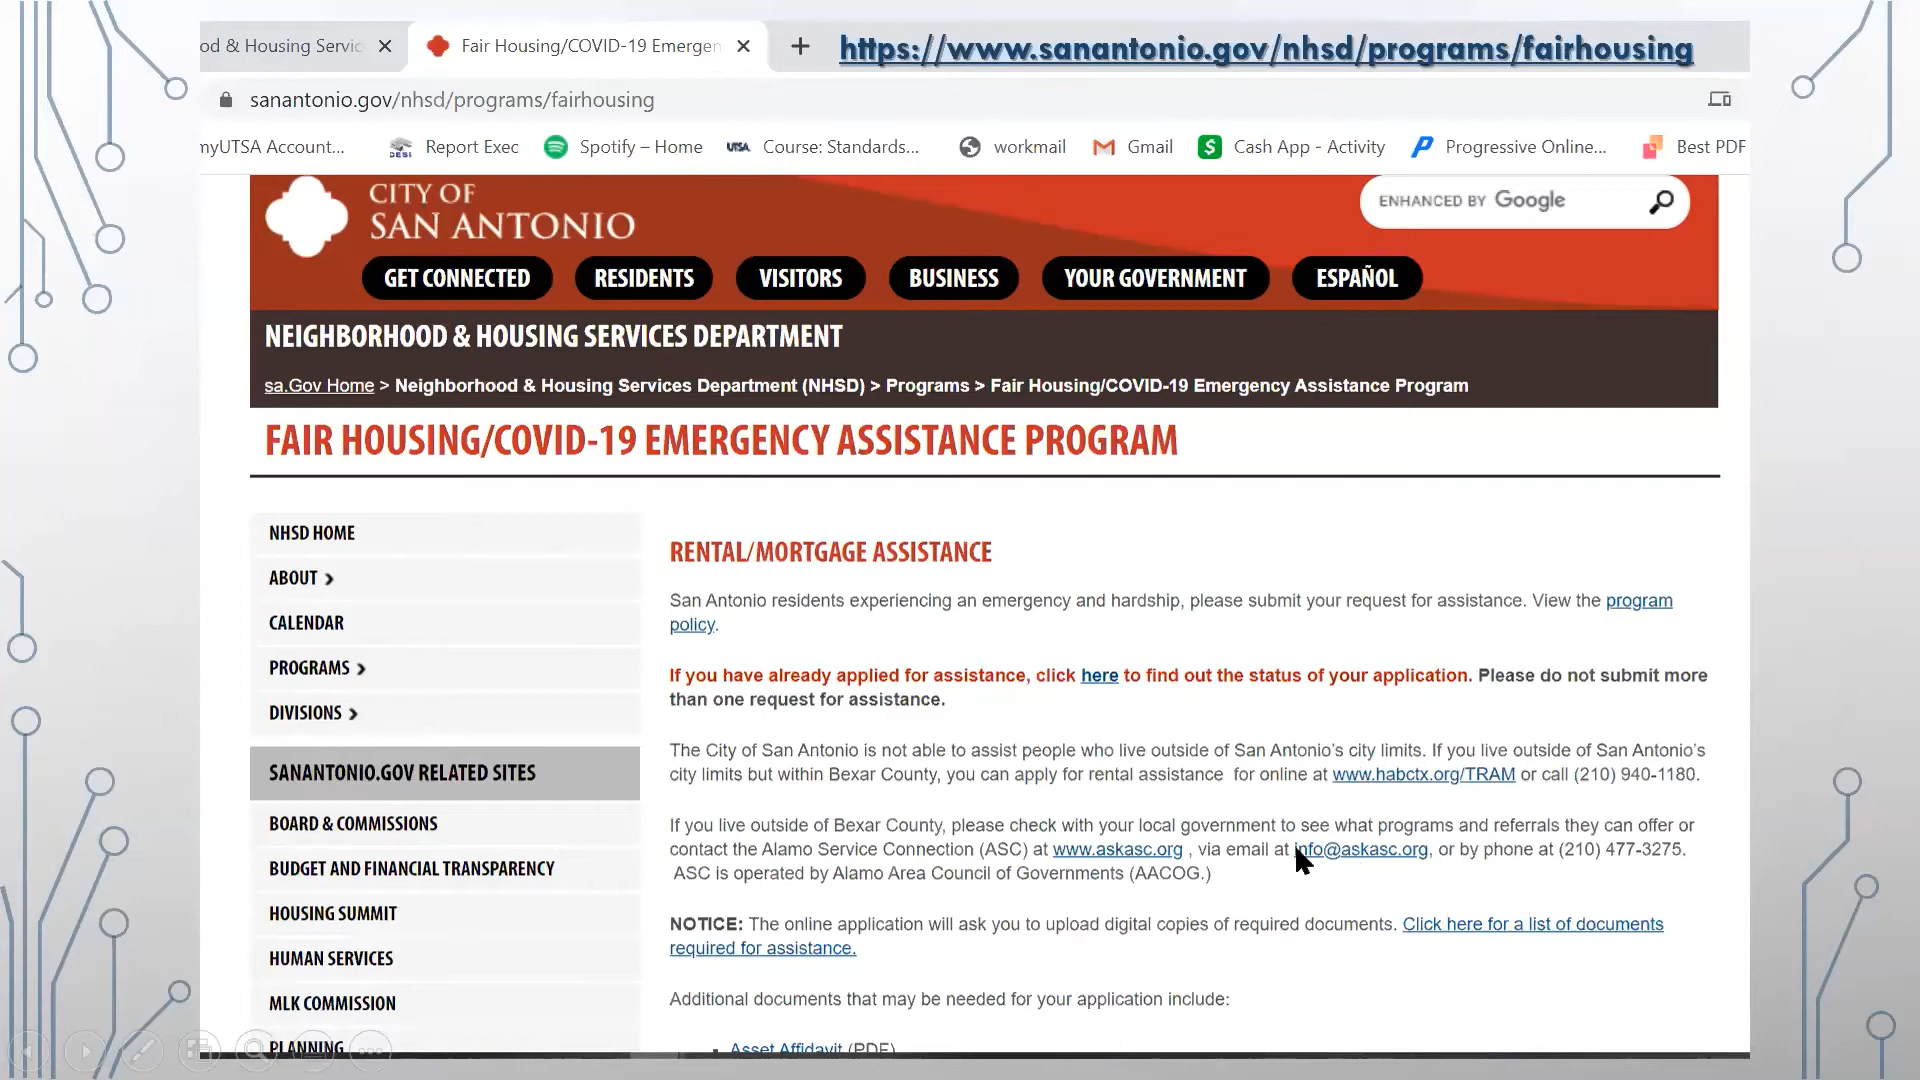 od & Housing Servic
Fair Housing/COVID-19 Emergen
https://www.sanantonio.gov/nhsd/programs/fairhousing
sanantonio.gov/nhsd/programs/fairhousing
myUTSA Account...
Report Exec
Spotify – Home
UTSA
Course: Standards...
workmail
Gmail
Cash App - Activity
Progressive Online...
Best PDF
CITY OF
SAN ANTONIO
ENHANCED BY Google
GET CONNECTED
RESIDENTS
VISITORS
BUSINESS
YOUR GOVERNMENT
ESPAÑOL
NEIGHBORHOOD & HOUSING SERVICES DEPARTMENT
sa.Gov Home > Neighborhood & Housing Services Department (NHSD) > Programs > Fair Housing/COVID-19 Emergency Assistance Program
FAIR HOUSING/COVID-19 EMERGENCY ASSISTANCE PROGRAM
NHSD HOME
ABOUT >
CALENDAR
PROGRAMS >
DIVISIONS >
SANANTONIO.GOV RELATED SITES
BOARD & COMMISSIONS
BUDGET AND FINANCIAL TRANSPARENCY
HOUSING SUMMIT
HUMAN SERVICES
MLK COMMISSION
PLANNING
RENTAL/MORTGAGE ASSISTANCE
San Antonio residents experiencing an emergency and hardship, please submit your request for assistance. View the program
policy.
If you have already applied for assistance, click here to find out the status of your application. Please do not submit more
than one request for assistance.
The City of San Antonio is not able to assist people who live outside of San Antonio's city limits. If you live outside of San Antonio's
city limits but within Bexar County, you can apply for rental assistance for online at www.habctx.org/TRAM or call (210) 940-1180.
If you live outside of Bexar County, please check with your local government to see what programs and referrals they can offer or
contact the Alamo Service Connection (ASC) at www.askasc.org , via email at info@askasc.org, or by phone at (210) 477-3275.
ASC is operated by Alamo Area Council of Governments (AACOG.)
NOTICE: The online application will ask you to upload digital copies of required documents. Click here for a list of documents
required for assistance.
Additional documents that may be needed for your application include:
Asset Affidavit (PDF)